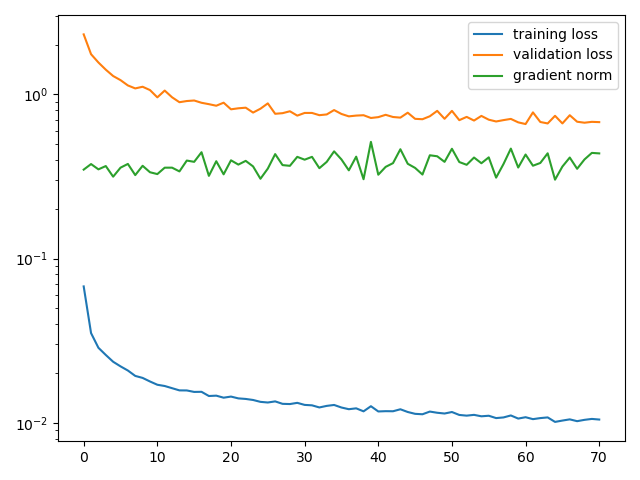 training loss
validation loss
gradient norm
10⁰
10⁻¹
10⁻²
0 10 20 30 40 50 60 70